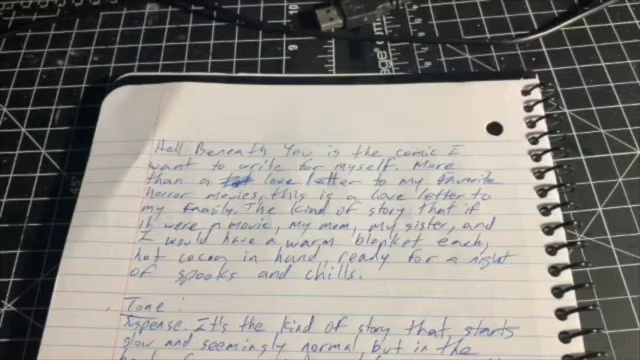 Hell Beneath You is the comic I
want to write for myself. More
than a love letter to my favorite
horror movies, this is a love letter to
my family. The kind of story that if
it were a movie, my mom, my sister, and
I would have a warm blanket each,
hot cocoa in hand, ready for a night
of spooks and chills.
Tone:
Suspense. It's the kind of story that starts
slow and seemingly normal, but in the